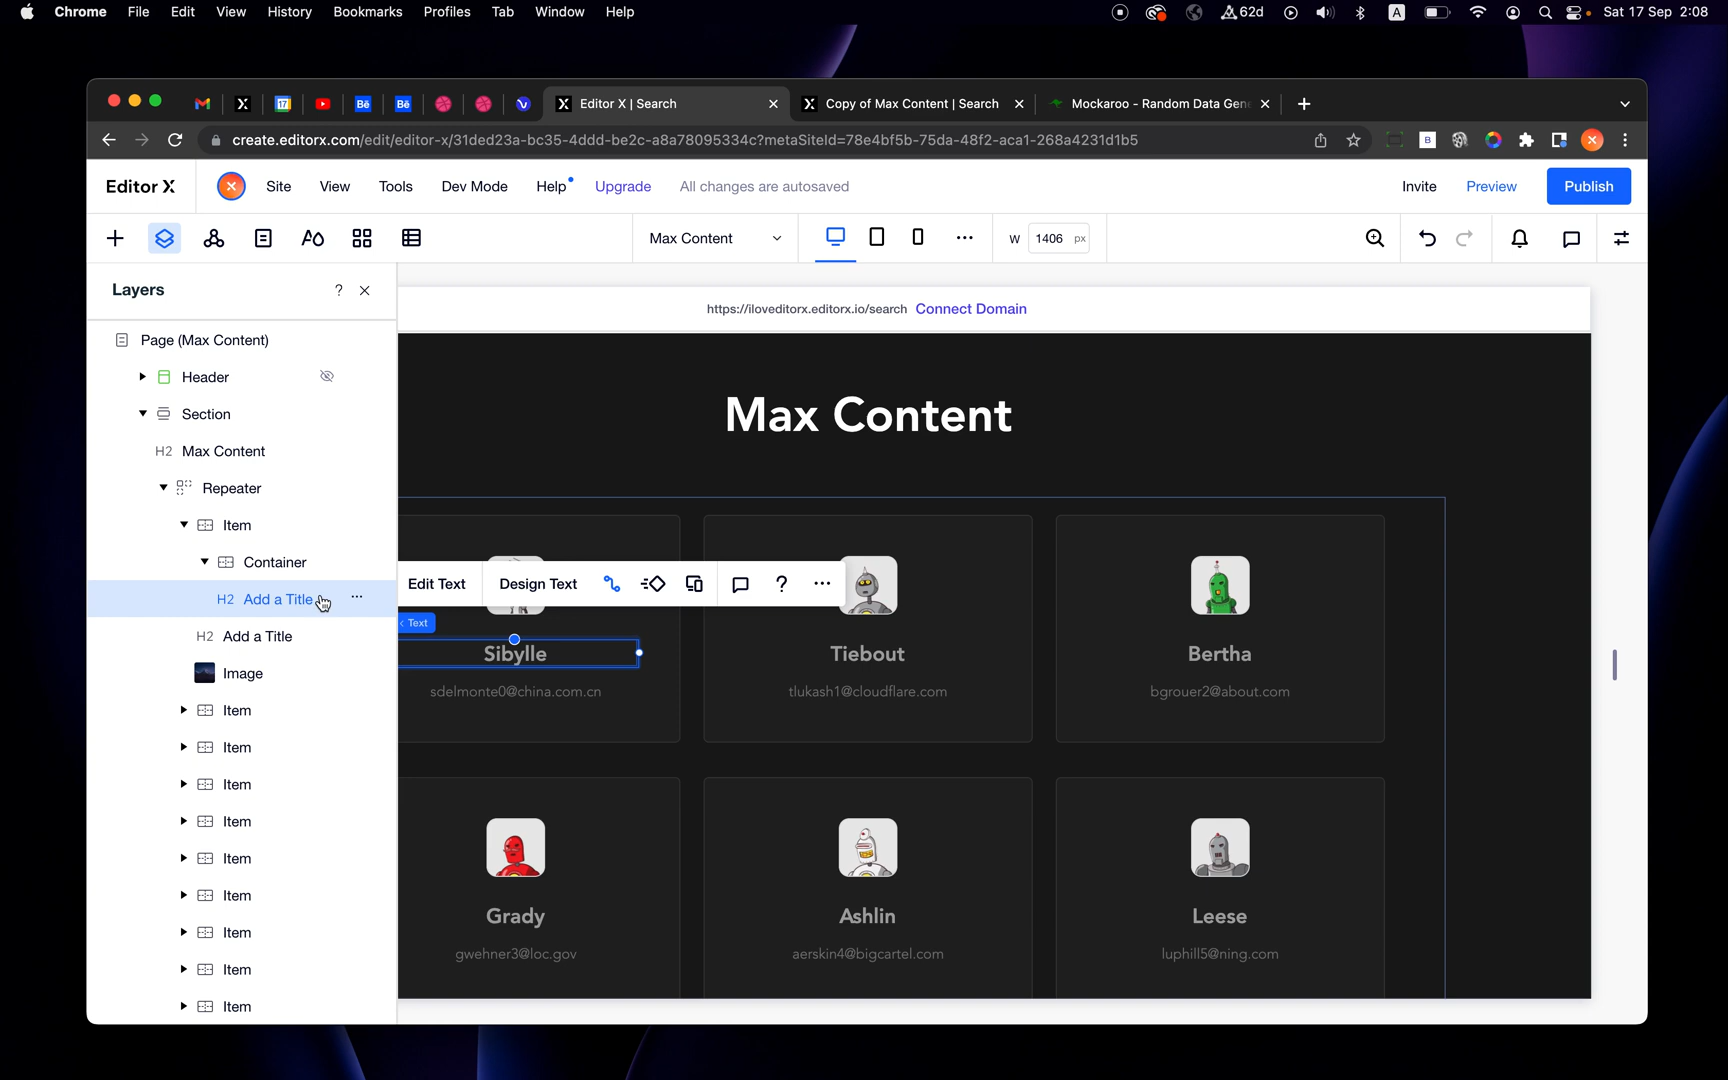 Chrome File Edit View History Bookmarks Profiles Tab Window Help 62d A Sat 17 Sep 2:08
17 Bē Bē Editor X | Search Copy of Max Content | Search Mockaroo - Random Data Gen
create.editorx.com/edit/editor-x/31ded23a-bc35-4ddd-be2c-a8a78095334c?metaSiteId=78e4bf5b-75da-48f2-aca1-268a4231d1b5 B
Editor X Site View Tools Dev Mode Help Upgrade All changes are autosaved Invite Preview Publish
Max Content W 1406 px
Layers ?
https://iloveditorx.editorx.io/search Connect Domain
Page (Max Content)
Header
Section
H2 Max Content
Repeater
Item
Container
H2 Add a Title
H2 Add a Title
Image
Item
Item
Item
Item
Item
Item
Item
Item
Item
Max Content
Edit Text Design Text ?
Text
Sibylle Tiebout Bertha
sdelmonte0@china.com.cn tlukash1@cloudflare.com bgrouer2@about.com
Grady Ashlin Leese
gwehner3@loc.gov aerskin4@bigcartel.com luphill5@ning.com